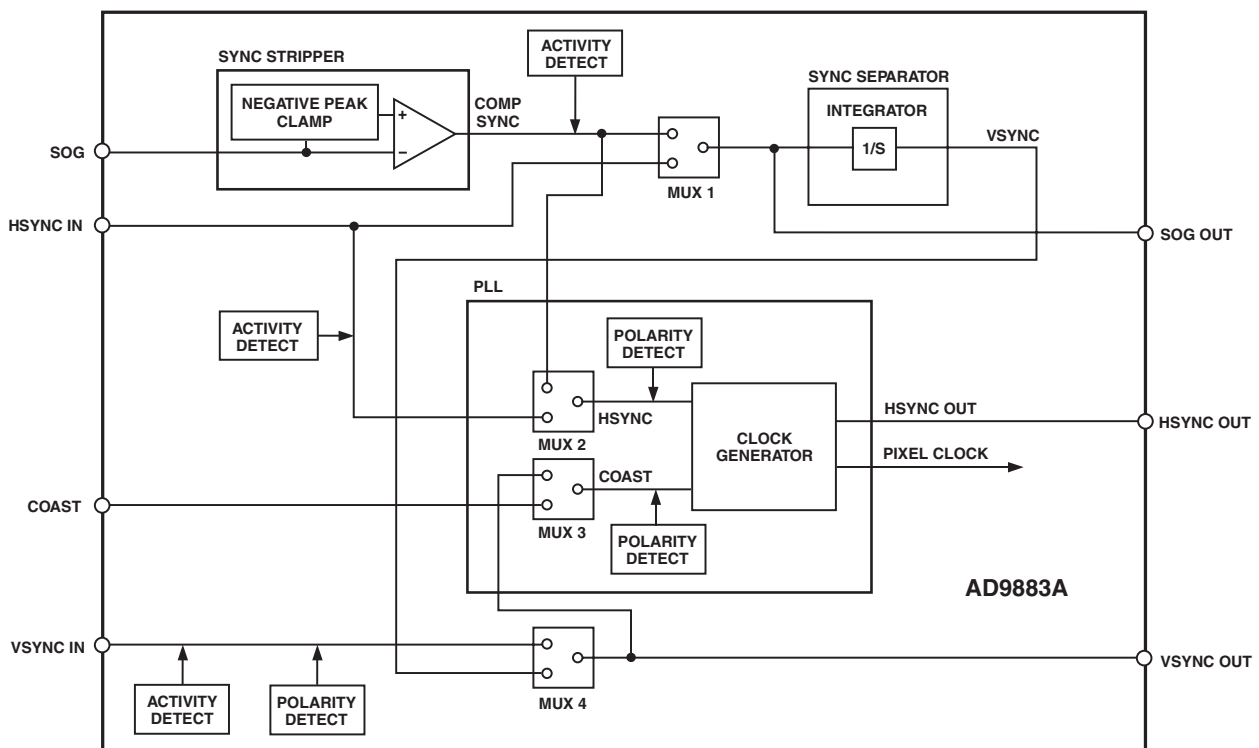 ACTIVITY
DETECT
SYNC STRIPPER
SYNC SEPARATOR
NEGATIVE PEAK
CLAMP
+
−
COMP
SYNC
INTEGRATOR
1/S
VSYNC
SOG
MUX 1
HSYNC IN
SOG OUT
PLL
ACTIVITY
DETECT
POLARITY
DETECT
HSYNC
MUX 2
CLOCK
GENERATOR
HSYNC OUT
HSYNC OUT
PIXEL CLOCK
COAST
COAST
MUX 3
POLARITY
DETECT
AD9883A
VSYNC IN
VSYNC OUT
ACTIVITY
DETECT
POLARITY
DETECT
MUX 4